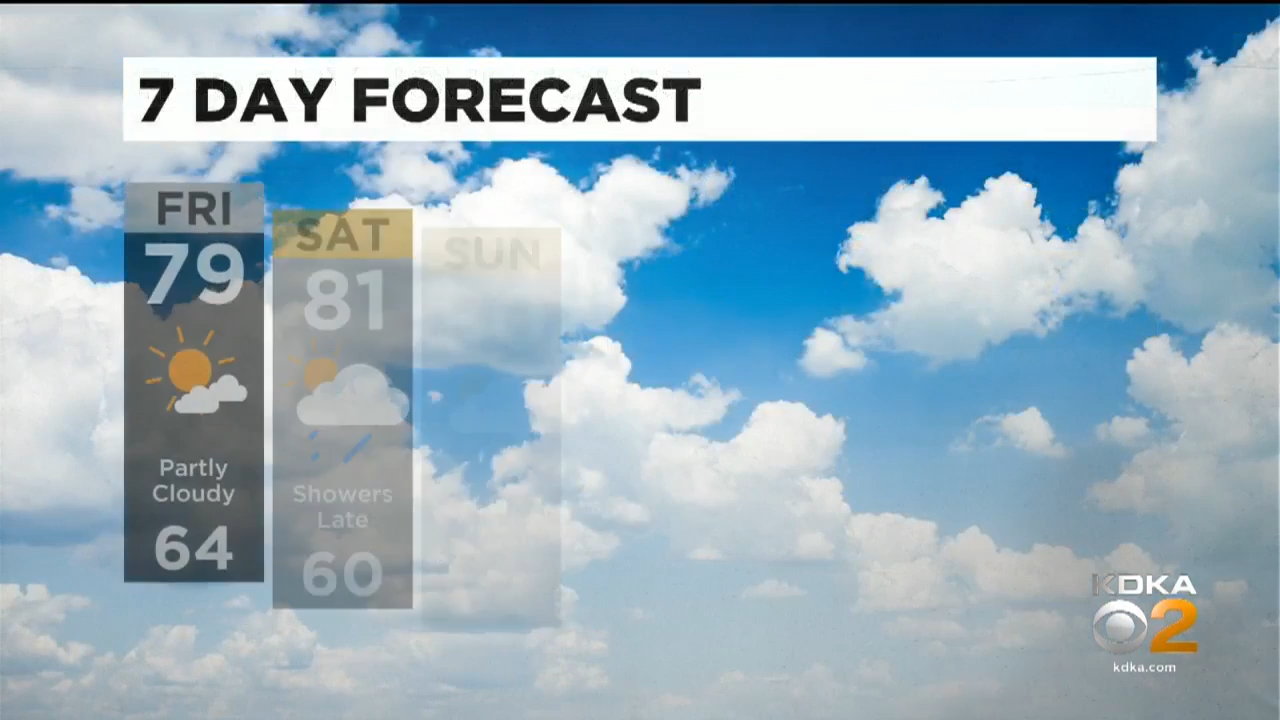 7 DAY FORECAST
FRI
79
Partly
Cloudy
64
SAT
81
Showers
Late
60
SUN
KDKA
2
kdka.com